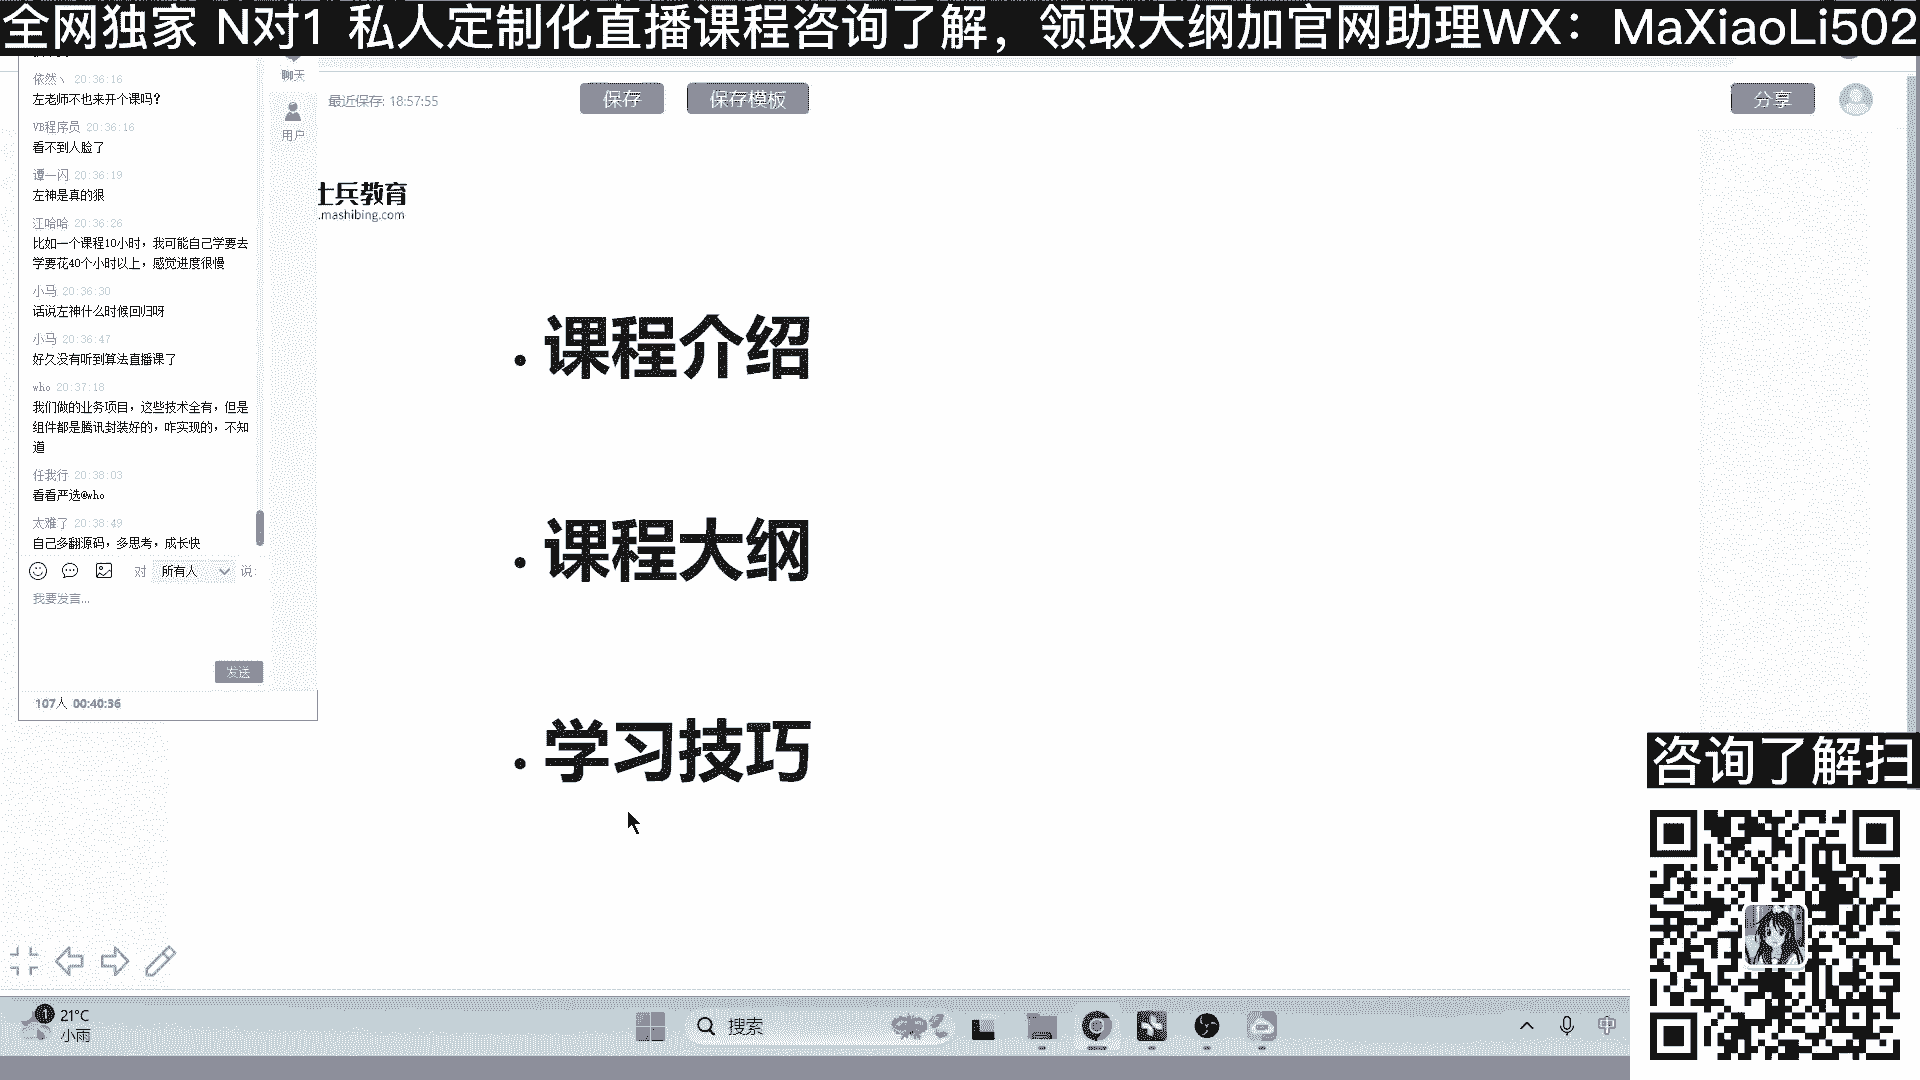 全网独家 N对1 私人定制化直播课程咨询了解，领取大纲加官网助理WX：MaXiaoLi502
依然丶 20:36:16
左老师不也来开个课吗？
VB程序员 20:36:16
看不到人脸了
谭一闪 20:36:19
左神是真的狠
江哈哈 20:36:26
比如一个课程10小时，我可能自己学要去
学要花40个小时以上，感觉进度很慢
小马 20:36:30
话说左神什么时候回归呀
小马 20:36:47
好久没有听到算法直播课了
who 20:37:18
我们做的业务项目，这些技术全有，但是
组件都是腾讯封装好的，咋实现的，不知
道
任我行 20:38:03
看看严选@who
太难了 20:38:49
自己多翻源码，多思考，成长快
对 所有人 说:
我要发言...
发送
107人 00:40:36
聊天
用户
最近保存: 18:57:55
保存
保存模板
分享
士兵教育
.mashibing.com
· 课程介绍
· 课程大纲
· 学习技巧
咨询了解扫
1
21°C
小雨
搜索
中